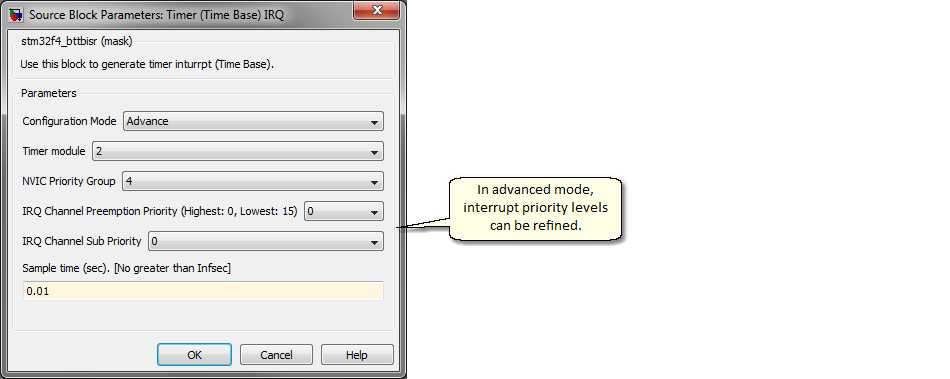 Source Block Parameters: Timer (Time Base) IRQ
stm32f4_bttbisr (mask)
Use this block to generate timer inturrpt (Time Base).
Parameters
Configuration Mode Advance
Timer module 2
NVIC Priority Group 4
IRQ Channel Preemption Priority (Highest: 0, Lowest: 15) 0
IRQ Channel Sub Priority 0
Sample time (sec). [No greater than Infsec]
0.01
OK Cancel Help
In advanced mode,
interrupt priority levels
can be refined.